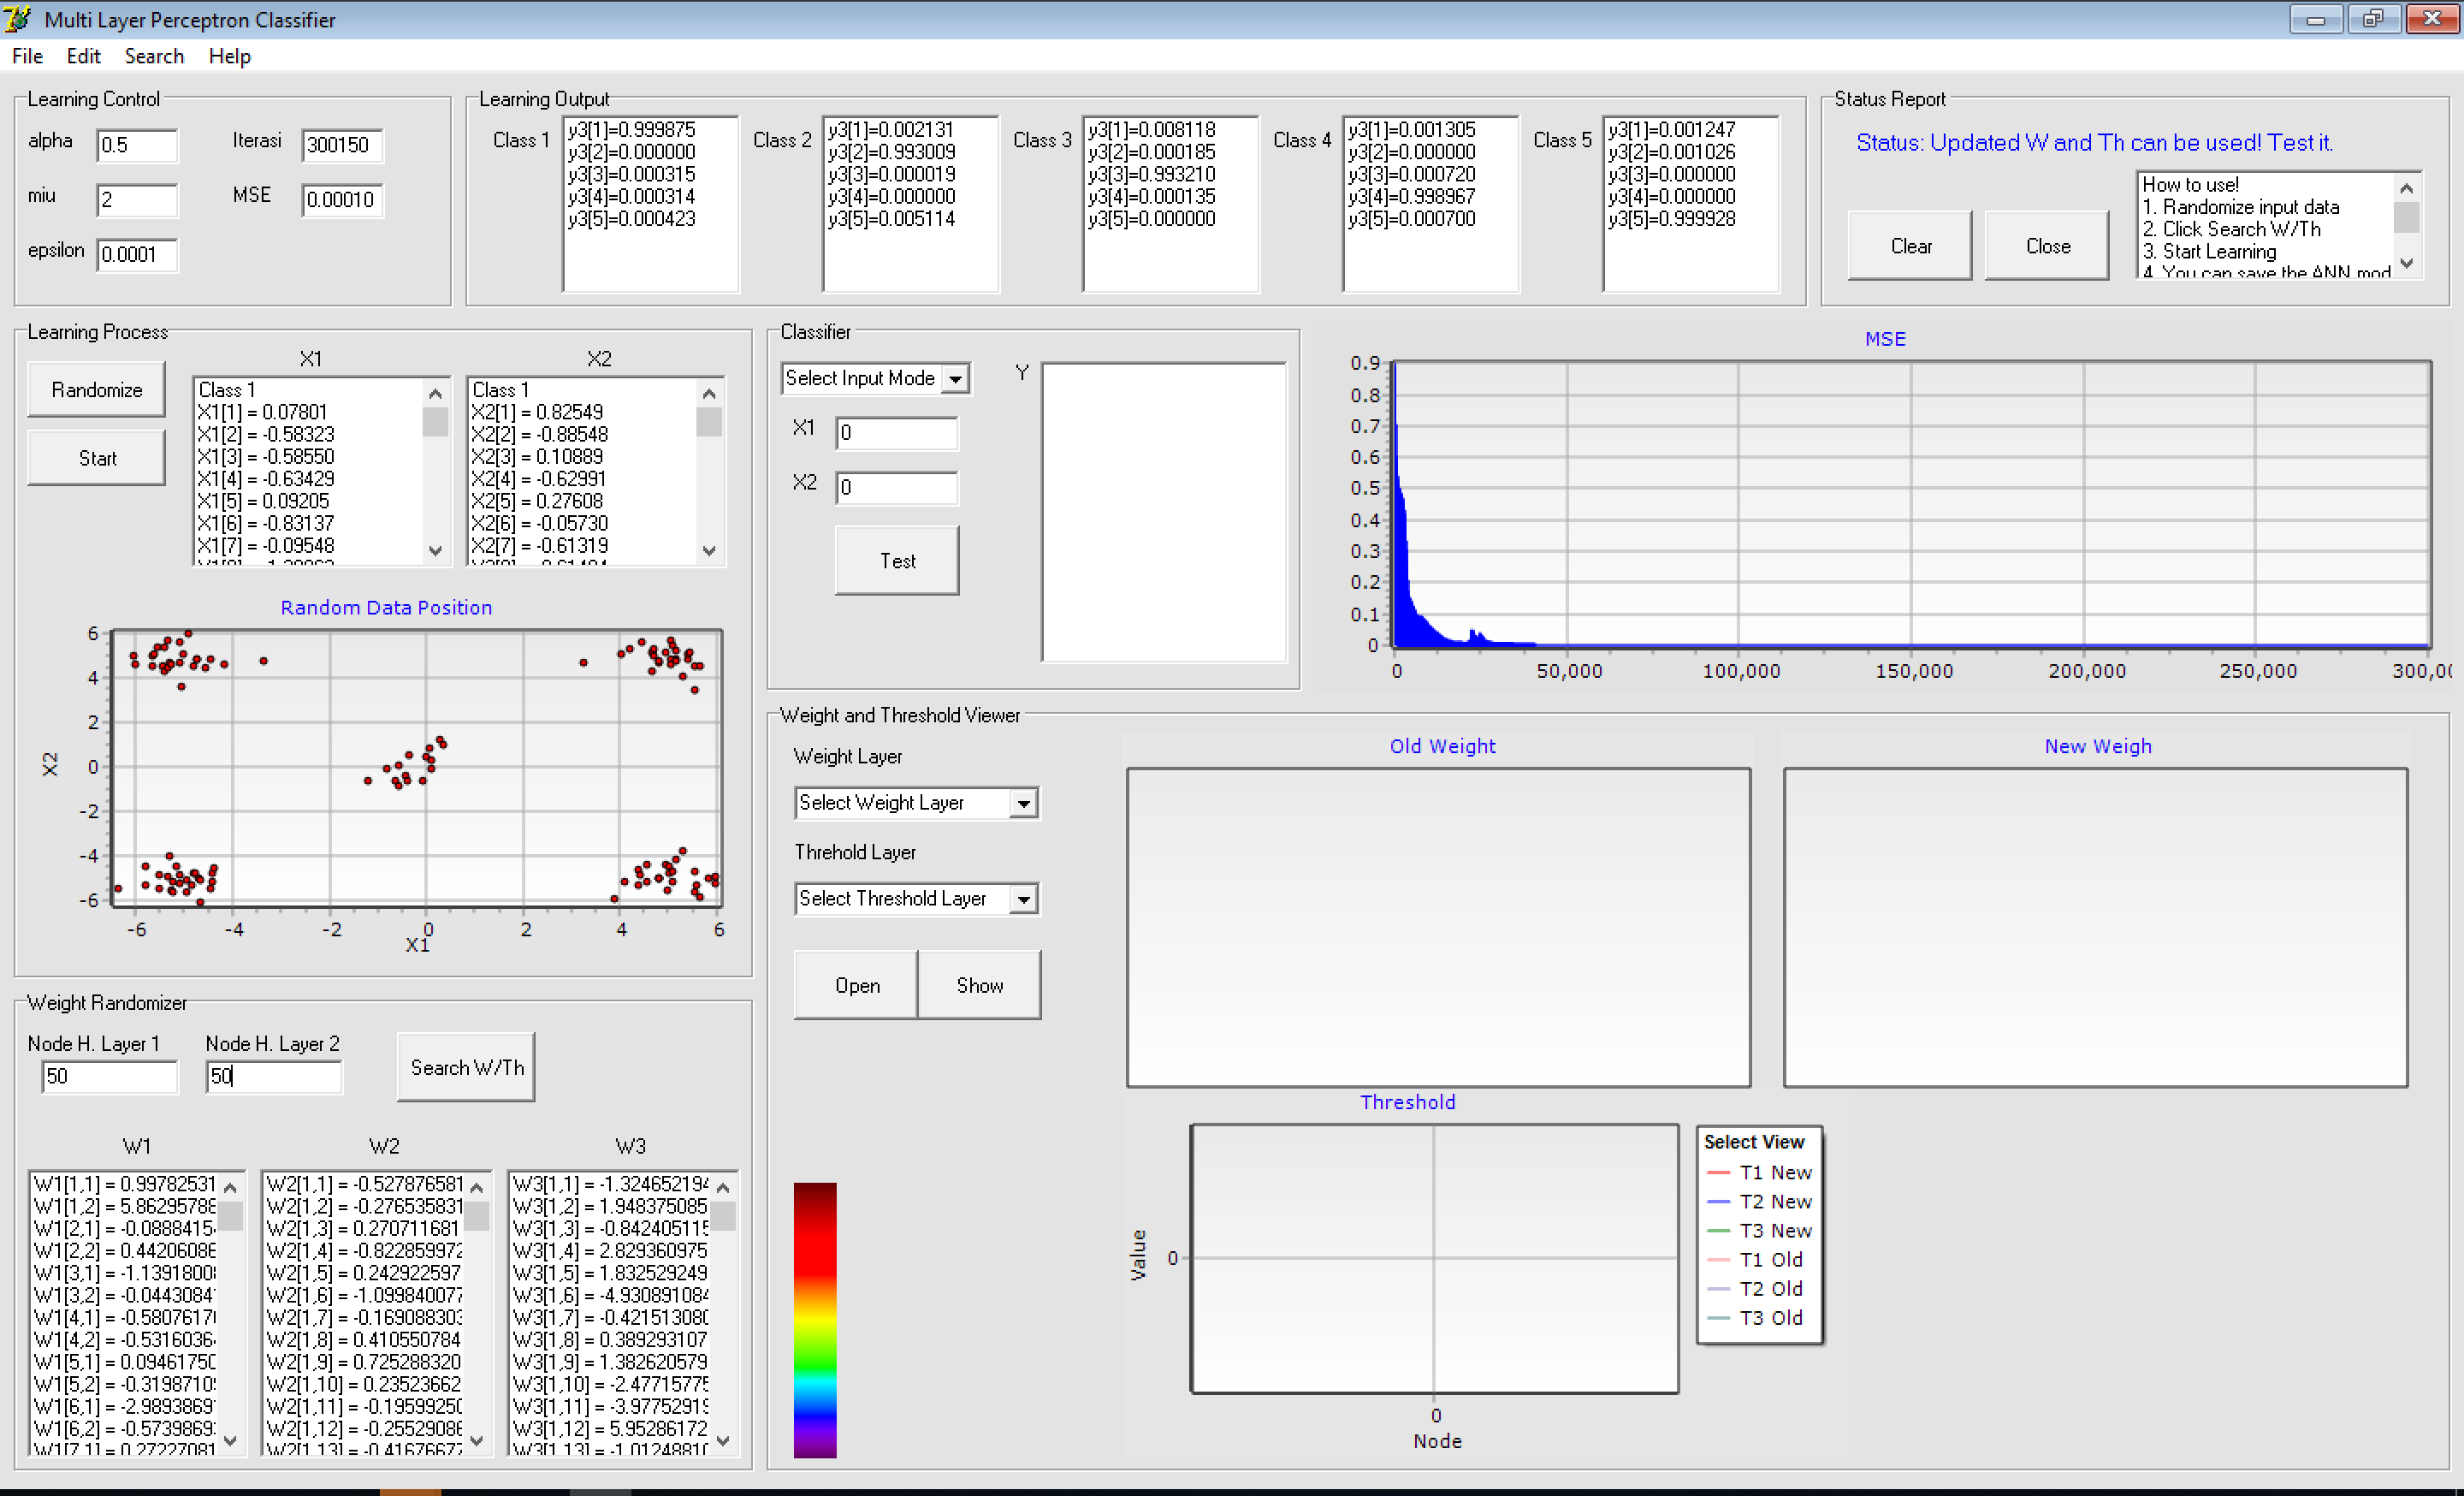 Multi Layer Perceptron Classifier
File Edit Search Help
Learning Control
alpha 0.5 Iterasi 300150
miu 2 MSE 0.00010
epsilon 0.0001
Learning Output
Class 1
y3[1]=0.999875
y3[2]=0.000000
y3[3]=0.000315
y3[4]=0.000314
y3[5]=0.000423
Class 2
y3[1]=0.002131
y3[2]=0.993009
y3[3]=0.000019
y3[4]=0.000000
y3[5]=0.005114
Class 3
y3[1]=0.008118
y3[2]=0.000185
y3[3]=0.993210
y3[4]=0.000135
y3[5]=0.000000
Class 4
y3[1]=0.001305
y3[2]=0.000000
y3[3]=0.000720
y3[4]=0.998967
y3[5]=0.000700
Class 5
y3[1]=0.001247
y3[2]=0.001026
y3[3]=0.000000
y3[4]=0.000000
y3[5]=0.999928
Status Report
Status: Updated W and Th can be used! Test it.
Clear Close
How to use!
1. Randomize input data
2. Click Search W/Th
3. Start Learning
4. You can save the ANN mod
Learning Process
Randomize
Start
X1
Class 1
X1[1] = 0.07801
X1[2] = -0.58323
X1[3] = -0.58550
X1[4] = -0.63429
X1[5] = 0.09205
X1[6] = -0.83137
X1[7] = -0.09548
X2
Class 1
X2[1] = 0.82549
X2[2] = -0.88548
X2[3] = 0.10889
X2[4] = -0.62991
X2[5] = 0.27608
X2[6] = -0.05730
X2[7] = -0.61319
Random Data Position
6
4
2
0
-2
-4
-6
X2
-6 -4 -2 0 2 4 6
X1
Classifier
Select Input Mode
Y
X1 0
X2 0
Test
MSE
0.9
0.8
0.7
0.6
0.5
0.4
0.3
0.2
0.1
0
0 50,000 100,000 150,000 200,000 250,000 300,0
Weight and Threshold Viewer
Weight Layer
Select Weight Layer
Threhold Layer
Select Threshold Layer
Open Show
Old Weight
New Weigh
Threshold
Value
0
0
Node
Select View
T1 New
T2 New
T3 New
T1 Old
T2 Old
T3 Old
Weight Randomizer
Node H. Layer 1 Node H. Layer 2
50 50
Search W/Th
W1
W1[1,1] = 0.99782531
W1[1,2] = 5.86295788
W1[2,1] = -0.0888415
W1[2,2] = 0.44206086
W1[3,1] = -1.1391800
W1[3,2] = -0.0443084
W1[4,1] = -0.5807617
W1[4,2] = -0.5316036
W1[5,1] = 0.09461750
W1[5,2] = -0.3198710
W1[6,1] = -2.9893869
W1[6,2] = -0.5739869
W1[7,1] = 0.27227081
W2
W2[1,1] = -0.527876581
W2[1,2] = -0.276535831
W2[1,3] = 0.270711681
W2[1,4] = -0.822859972
W2[1,5] = 0.242922597
W2[1,6] = -1.099840077
W2[1,7] = -0.169088303
W2[1,8] = 0.410550784
W2[1,9] = 0.725288320
W2[1,10] = 0.23523662
W2[1,11] = -0.19599250
W2[1,12] = -0.25529086
W2[1,13] = -0.41676677
W3
W3[1,1] = -1.324652194
W3[1,2] = 1.948375085
W3[1,3] = -0.842405115
W3[1,4] = 2.829360975
W3[1,5] = 1.832529249
W3[1,6] = -4.930891084
W3[1,7] = -0.421513080
W3[1,8] = 0.389293107
W3[1,9] = 1.382620579
W3[1,10] = -2.47715775
W3[1,11] = -3.97752919
W3[1,12] = 5.95286172
W3[1,13] = -1.01248810